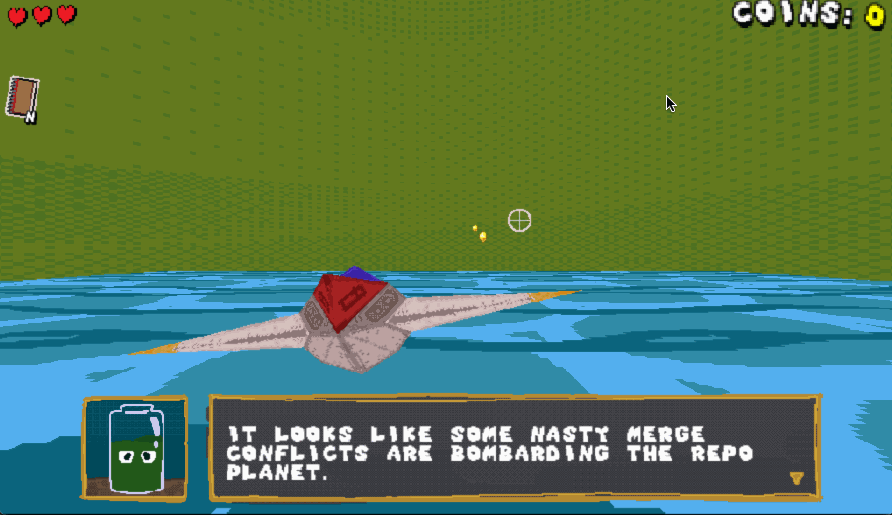 COINS: 0
N
IT LOOKS LIKE SOME NASTY MERGE
CONFLICTS ARE BOMBARDING THE REPO
PLANET.